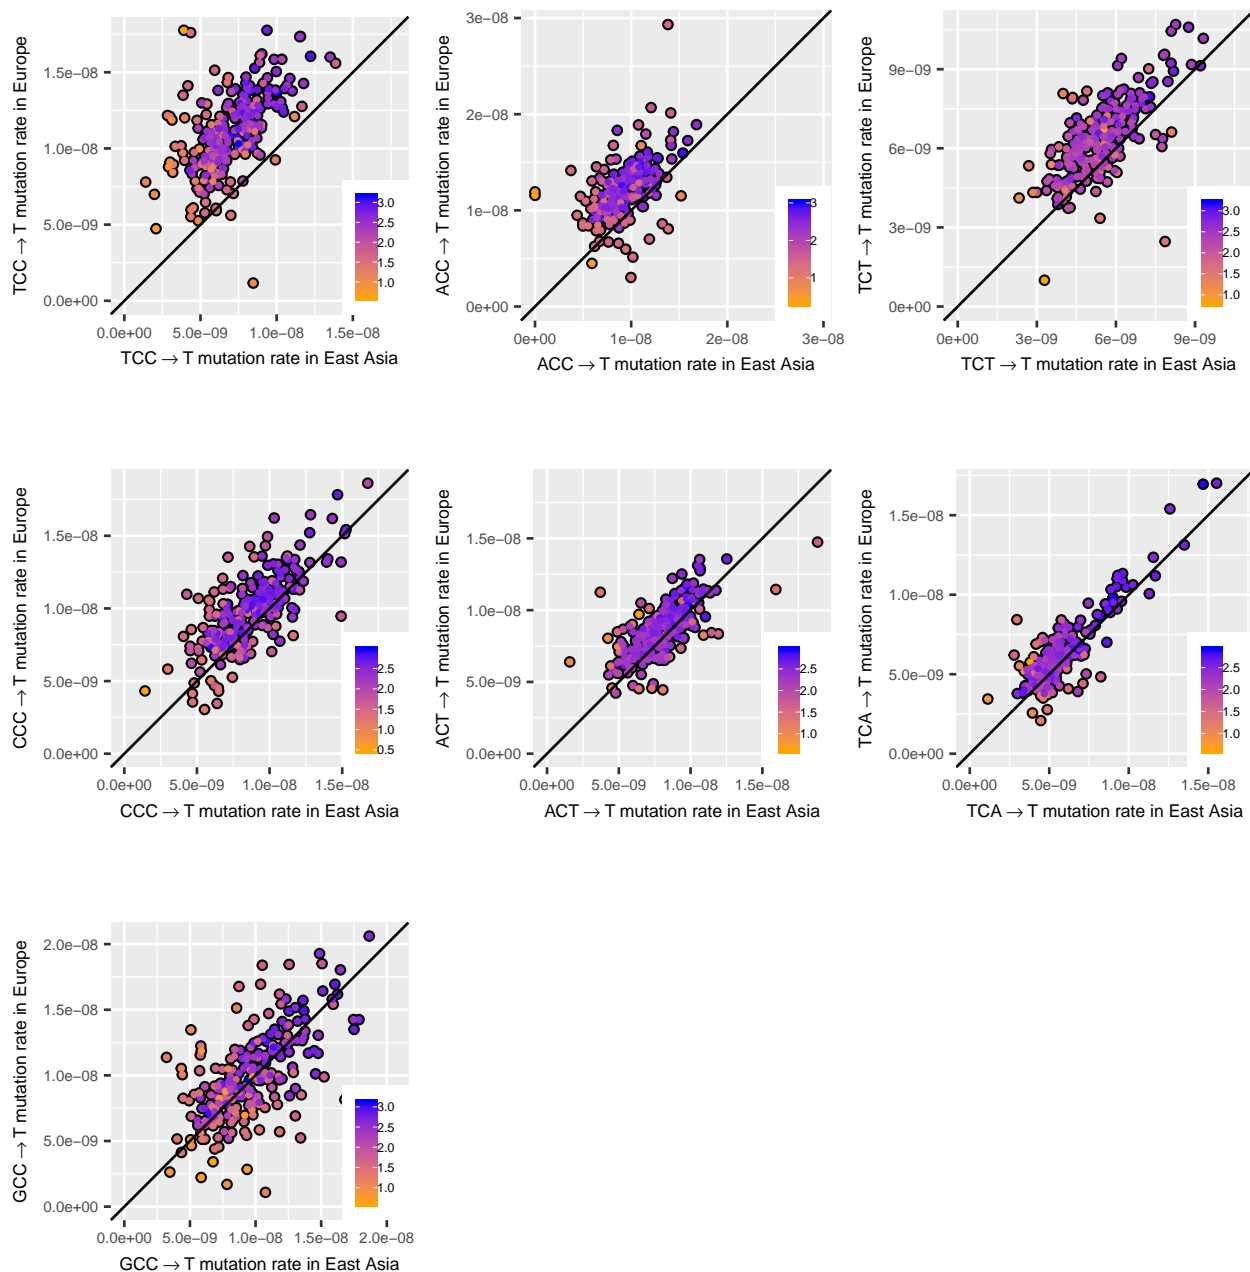 TCC → T mutation rate in Europe
1.5e−08
1.0e−08
5.0e−09
0.0e+00
3.0
2.5
2.0
1.5
1.0
0.0e+00 5.0e−09 1.0e−08 1.5e−08
TCC → T mutation rate in East Asia
ACC → T mutation rate in Europe
3e−08
2e−08
1e−08
0e+00
3
2
1
0e+00 1e−08 2e−08 3e−08
ACC → T mutation rate in East Asia
TCT → T mutation rate in Europe
9e−09
6e−09
3e−09
0e+00
3.0
2.5
2.0
1.5
1.0
0e+00 3e−09 6e−09 9e−09
TCT → T mutation rate in East Asia
CCC → T mutation rate in Europe
1.5e−08
1.0e−08
5.0e−09
0.0e+00
2.5
2.0
1.5
1.0
0.5
0.0e+00 5.0e−09 1.0e−08 1.5e−08
CCC → T mutation rate in East Asia
ACT → T mutation rate in Europe
1.5e−08
1.0e−08
5.0e−09
0.0e+00
2.5
2.0
1.5
1.0
0.0e+00 5.0e−09 1.0e−08 1.5e−08
ACT → T mutation rate in East Asia
TCA → T mutation rate in Europe
1.5e−08
1.0e−08
5.0e−09
0.0e+00
2.5
2.0
1.5
1.0
0.0e+00 5.0e−09 1.0e−08 1.5e−08
TCA → T mutation rate in East Asia
GCC → T mutation rate in Europe
2.0e−08
1.5e−08
1.0e−08
5.0e−09
0.0e+00
3.0
2.5
2.0
1.5
1.0
0.0e+00 5.0e−09 1.0e−08 1.5e−08 2.0e−08
GCC → T mutation rate in East Asia